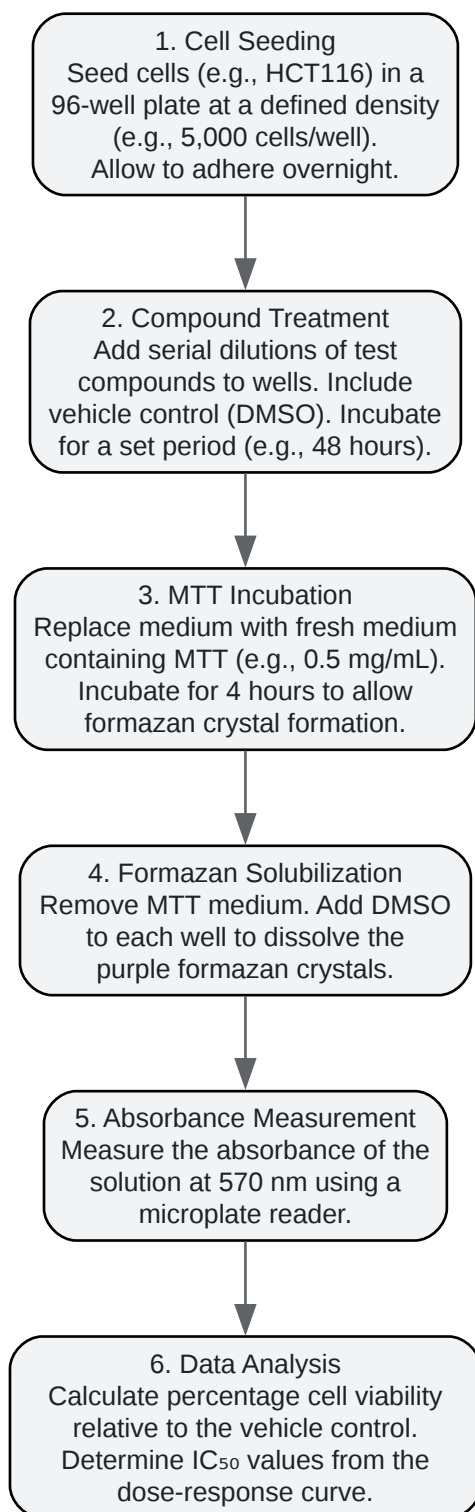 1. Cell Seeding
Seed cells (e.g., HCT116) in a
96-well plate at a defined density
(e.g., 5,000 cells/well).
Allow to adhere overnight.
2. Compound Treatment
Add serial dilutions of test
compounds to wells. Include
vehicle control (DMSO). Incubate
for a set period (e.g., 48 hours).
3. MTT Incubation
Replace medium with fresh medium
containing MTT (e.g., 0.5 mg/mL).
Incubate for 4 hours to allow
formazan crystal formation.
4. Formazan Solubilization
Remove MTT medium. Add DMSO
to each well to dissolve the
purple formazan crystals.
5. Absorbance Measurement
Measure the absorbance of the
solution at 570 nm using a
microplate reader.
6. Data Analysis
Calculate percentage cell viability
relative to the vehicle control.
Determine IC₅₀ values from the
dose-response curve.